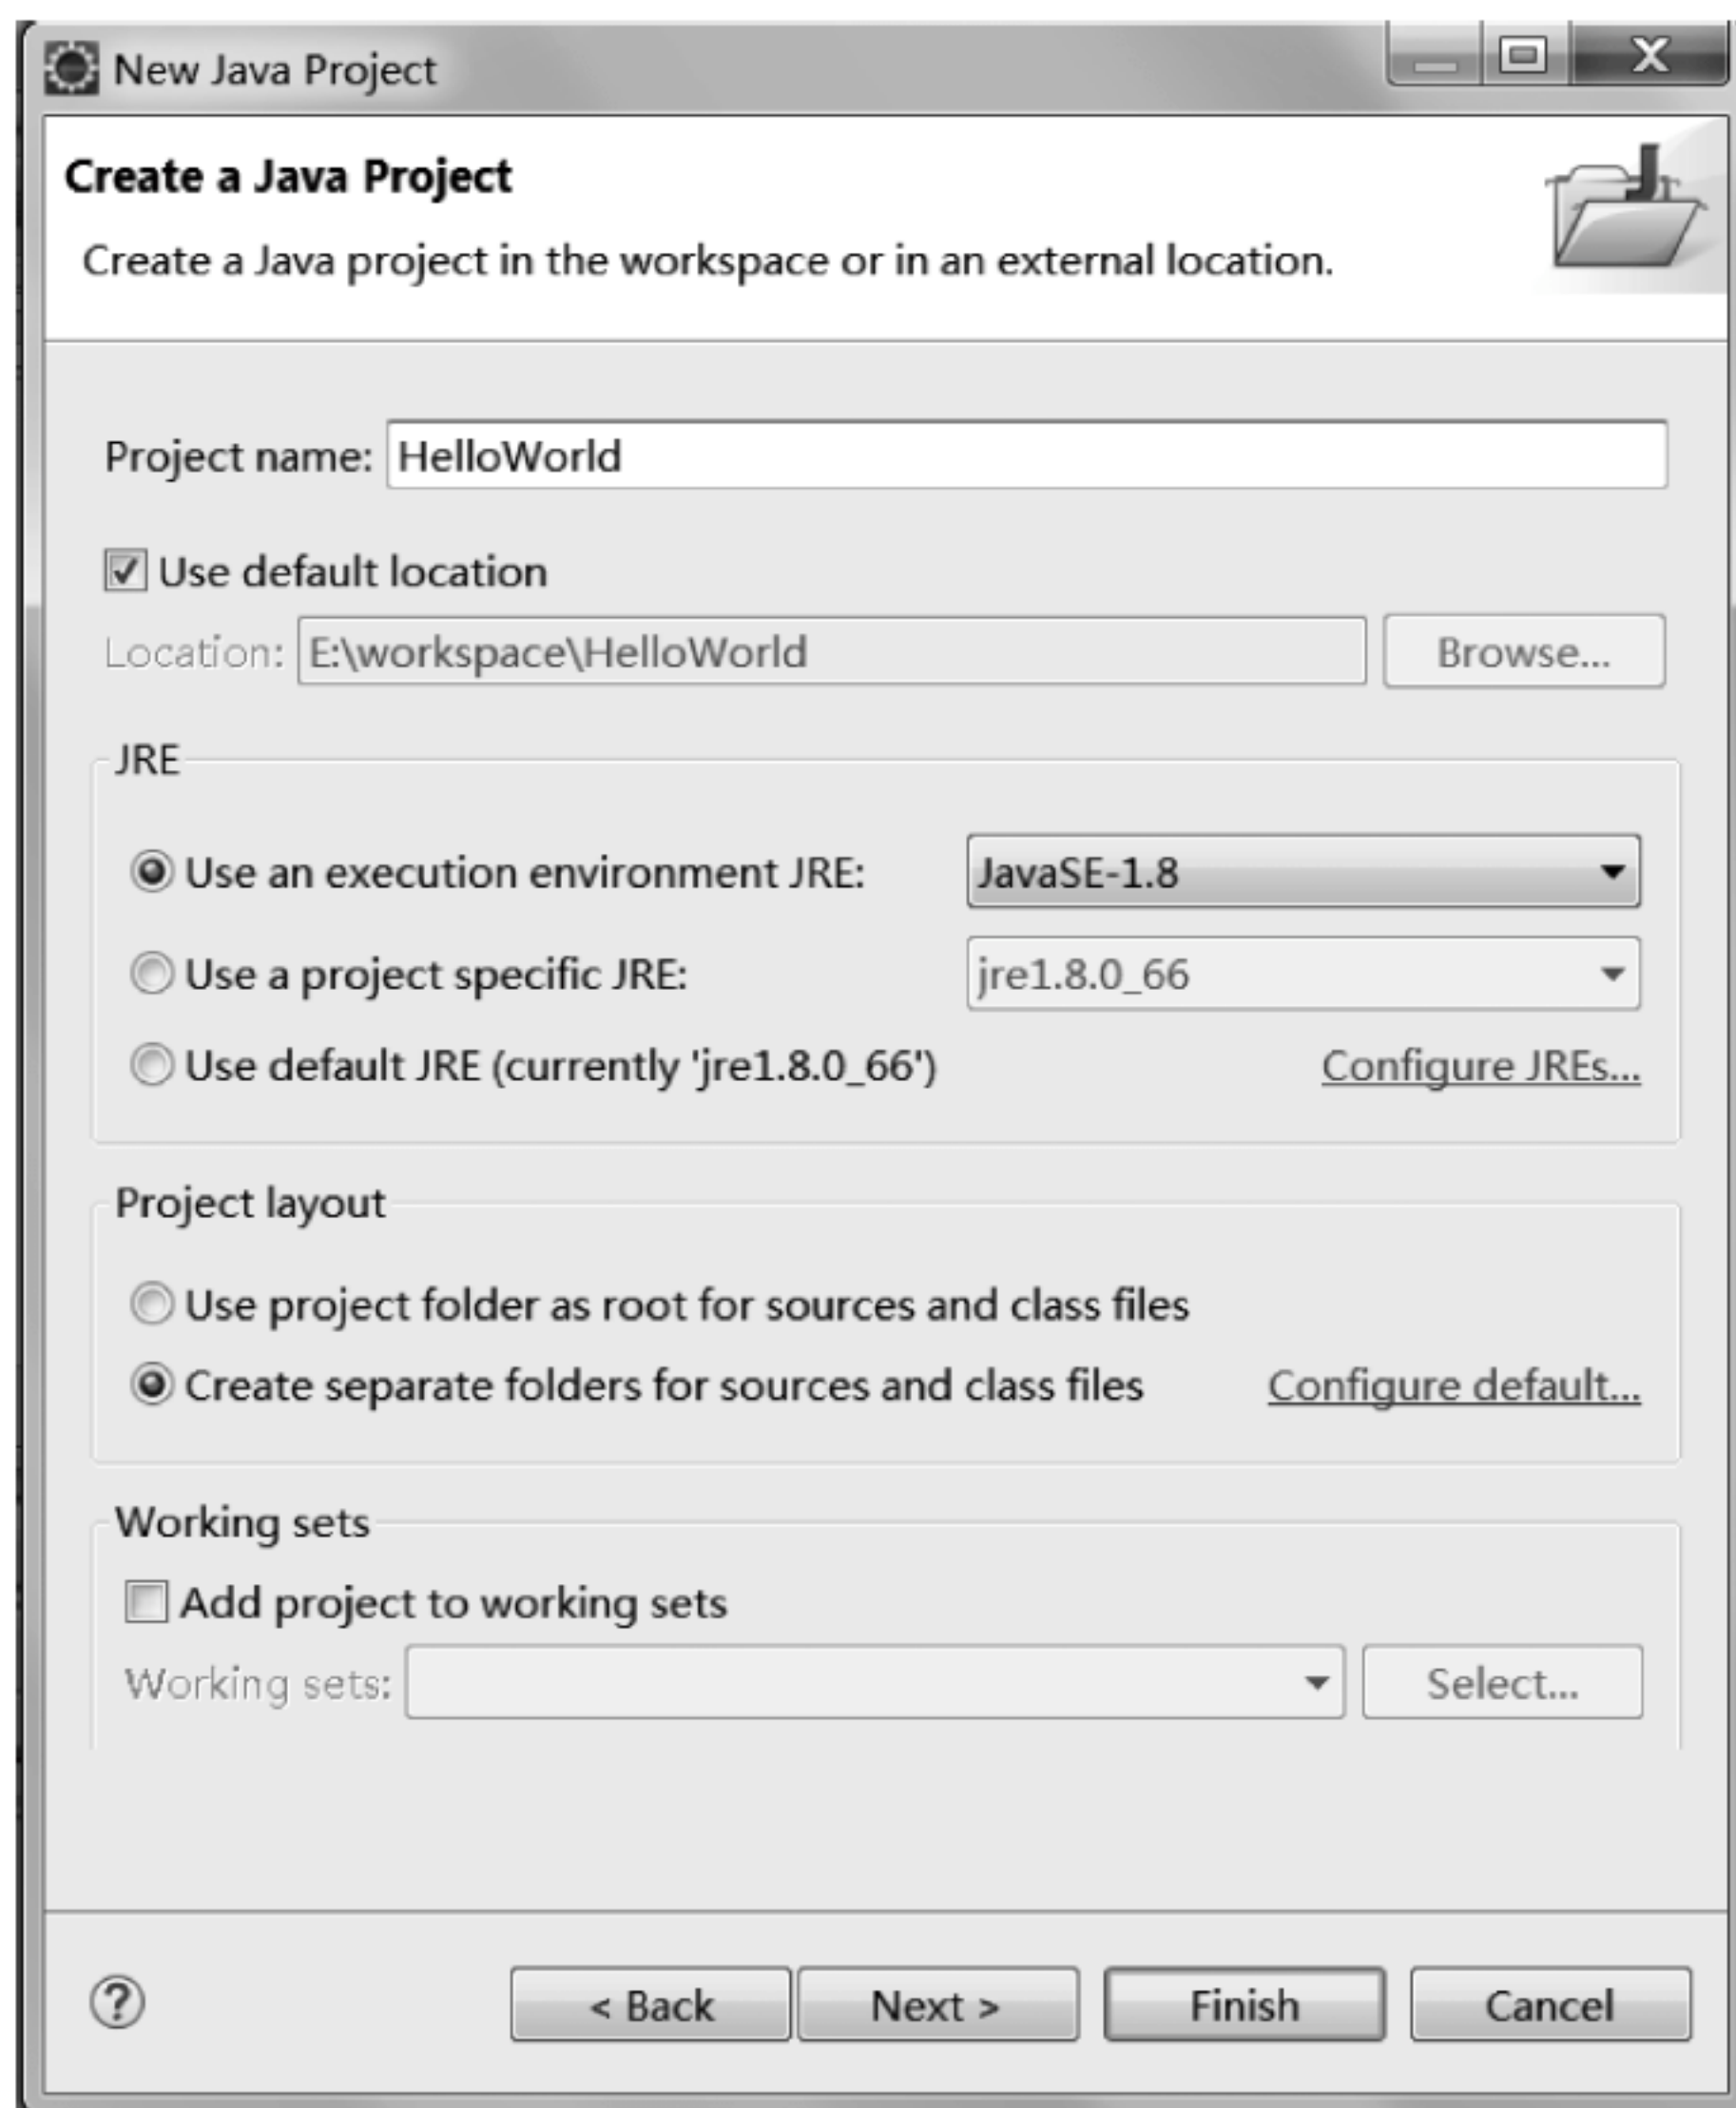 New Java Project
Create a Java Project
Create a Java project in the workspace or in an external location.
Project name: HelloWorld
Use default location
Location: E:\workspace\HelloWorld Browse...
JRE
Use an execution environment JRE: JavaSE-1.8
Use a project specific JRE: jre1.8.0_66
Use default JRE (currently 'jre1.8.0_66') Configure JREs...
Project layout
Use project folder as root for sources and class files
Create separate folders for sources and class files Configure default...
Working sets
Add project to working sets
Working sets: Select...
? < Back Next > Finish Cancel